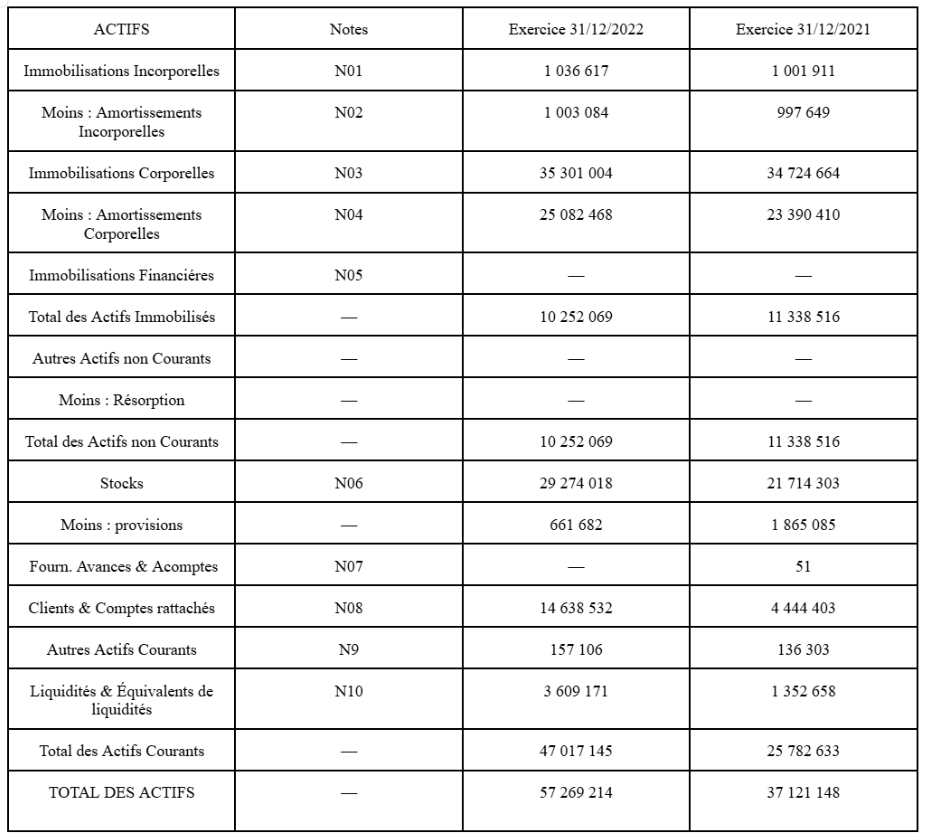 ACTIFS Notes Exercice 31/12/2022 Exercice 31/12/2021
Immobilisations Incorporelles N01 1 036 617 1 001 911
Moins : Amortissements N02 1 003 084 997 649
Incorporelles
Immobilisations Corporelles N03 35 301 004 34 724 664
Moins : Amortissements N04 25 082 468 23 390 410
Corporelles
Immobilisations Financiéres N05 — —
Total des Actifs Immobilisés — 10 252 069 11 338 516
Autres Actifs non Courants — — —
Moins : Résorption — — —
Total des Actifs non Courants — 10 252 069 11 338 516
Stocks N06 29 274 018 21 714 303
Moins : provisions — 661 682 1 865 085
Fourn. Avances & Acomptes N07 — 51
Clients & Comptes rattachés N08 14 638 532 4 444 403
Autres Actifs Courants N9 157 106 136 303
Liquidités & Équivalents de N10 3 609 171 1 352 658
liquidités
Total des Actifs Courants — 47 017 145 25 782 633
TOTAL DES ACTIFS — 57 269 214 37 121 148